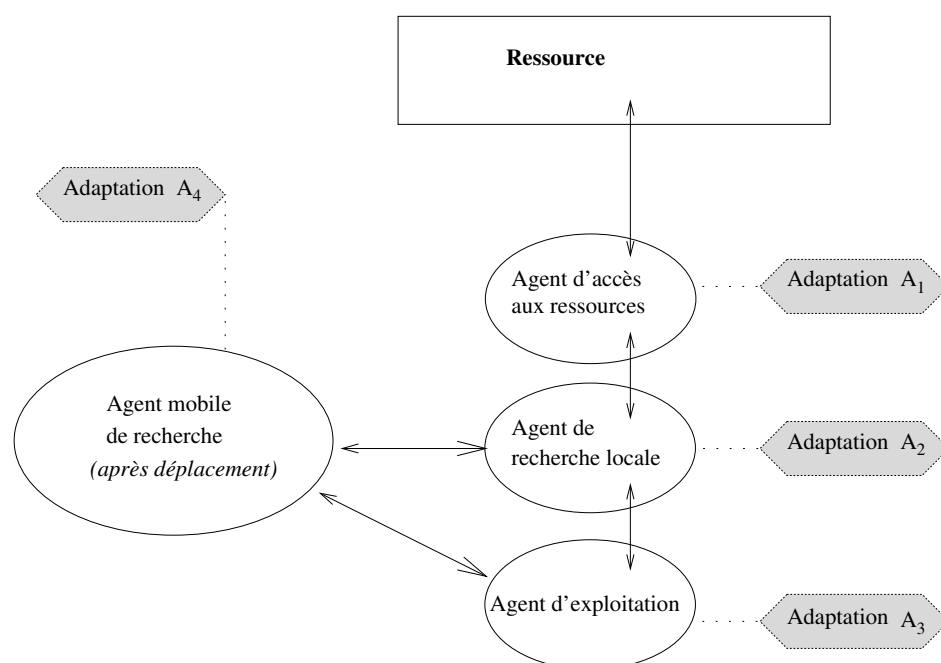 Ressource
Adaptation A4
Agent d'accès
aux ressources
Adaptation A1
Agent mobile
de recherche
(après déplacement)
Agent de
recherche locale
Adaptation A2
Agent d'exploitation
Adaptation A3